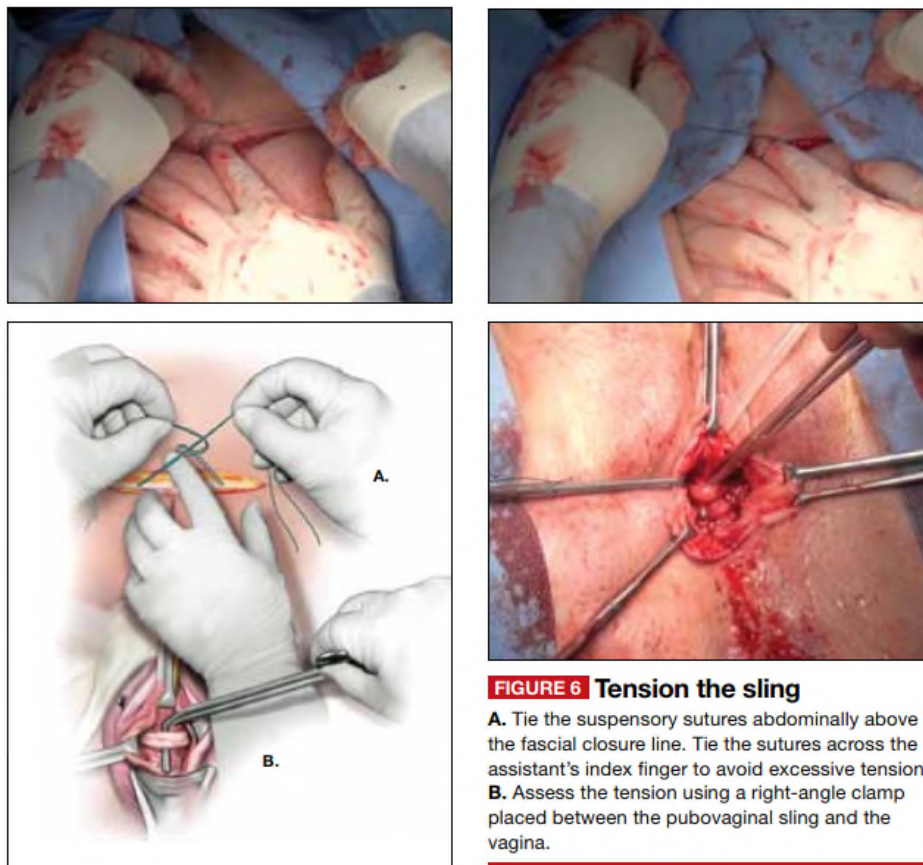 A.
B.
FIGURE 6 Tension the sling
A. Tie the suspensory sutures abdominally above
the fascial closure line. Tie the sutures across the
assistant's index finger to avoid excessive tension
B. Assess the tension using a right-angle clamp
placed between the pubovaginal sling and the
vagina.